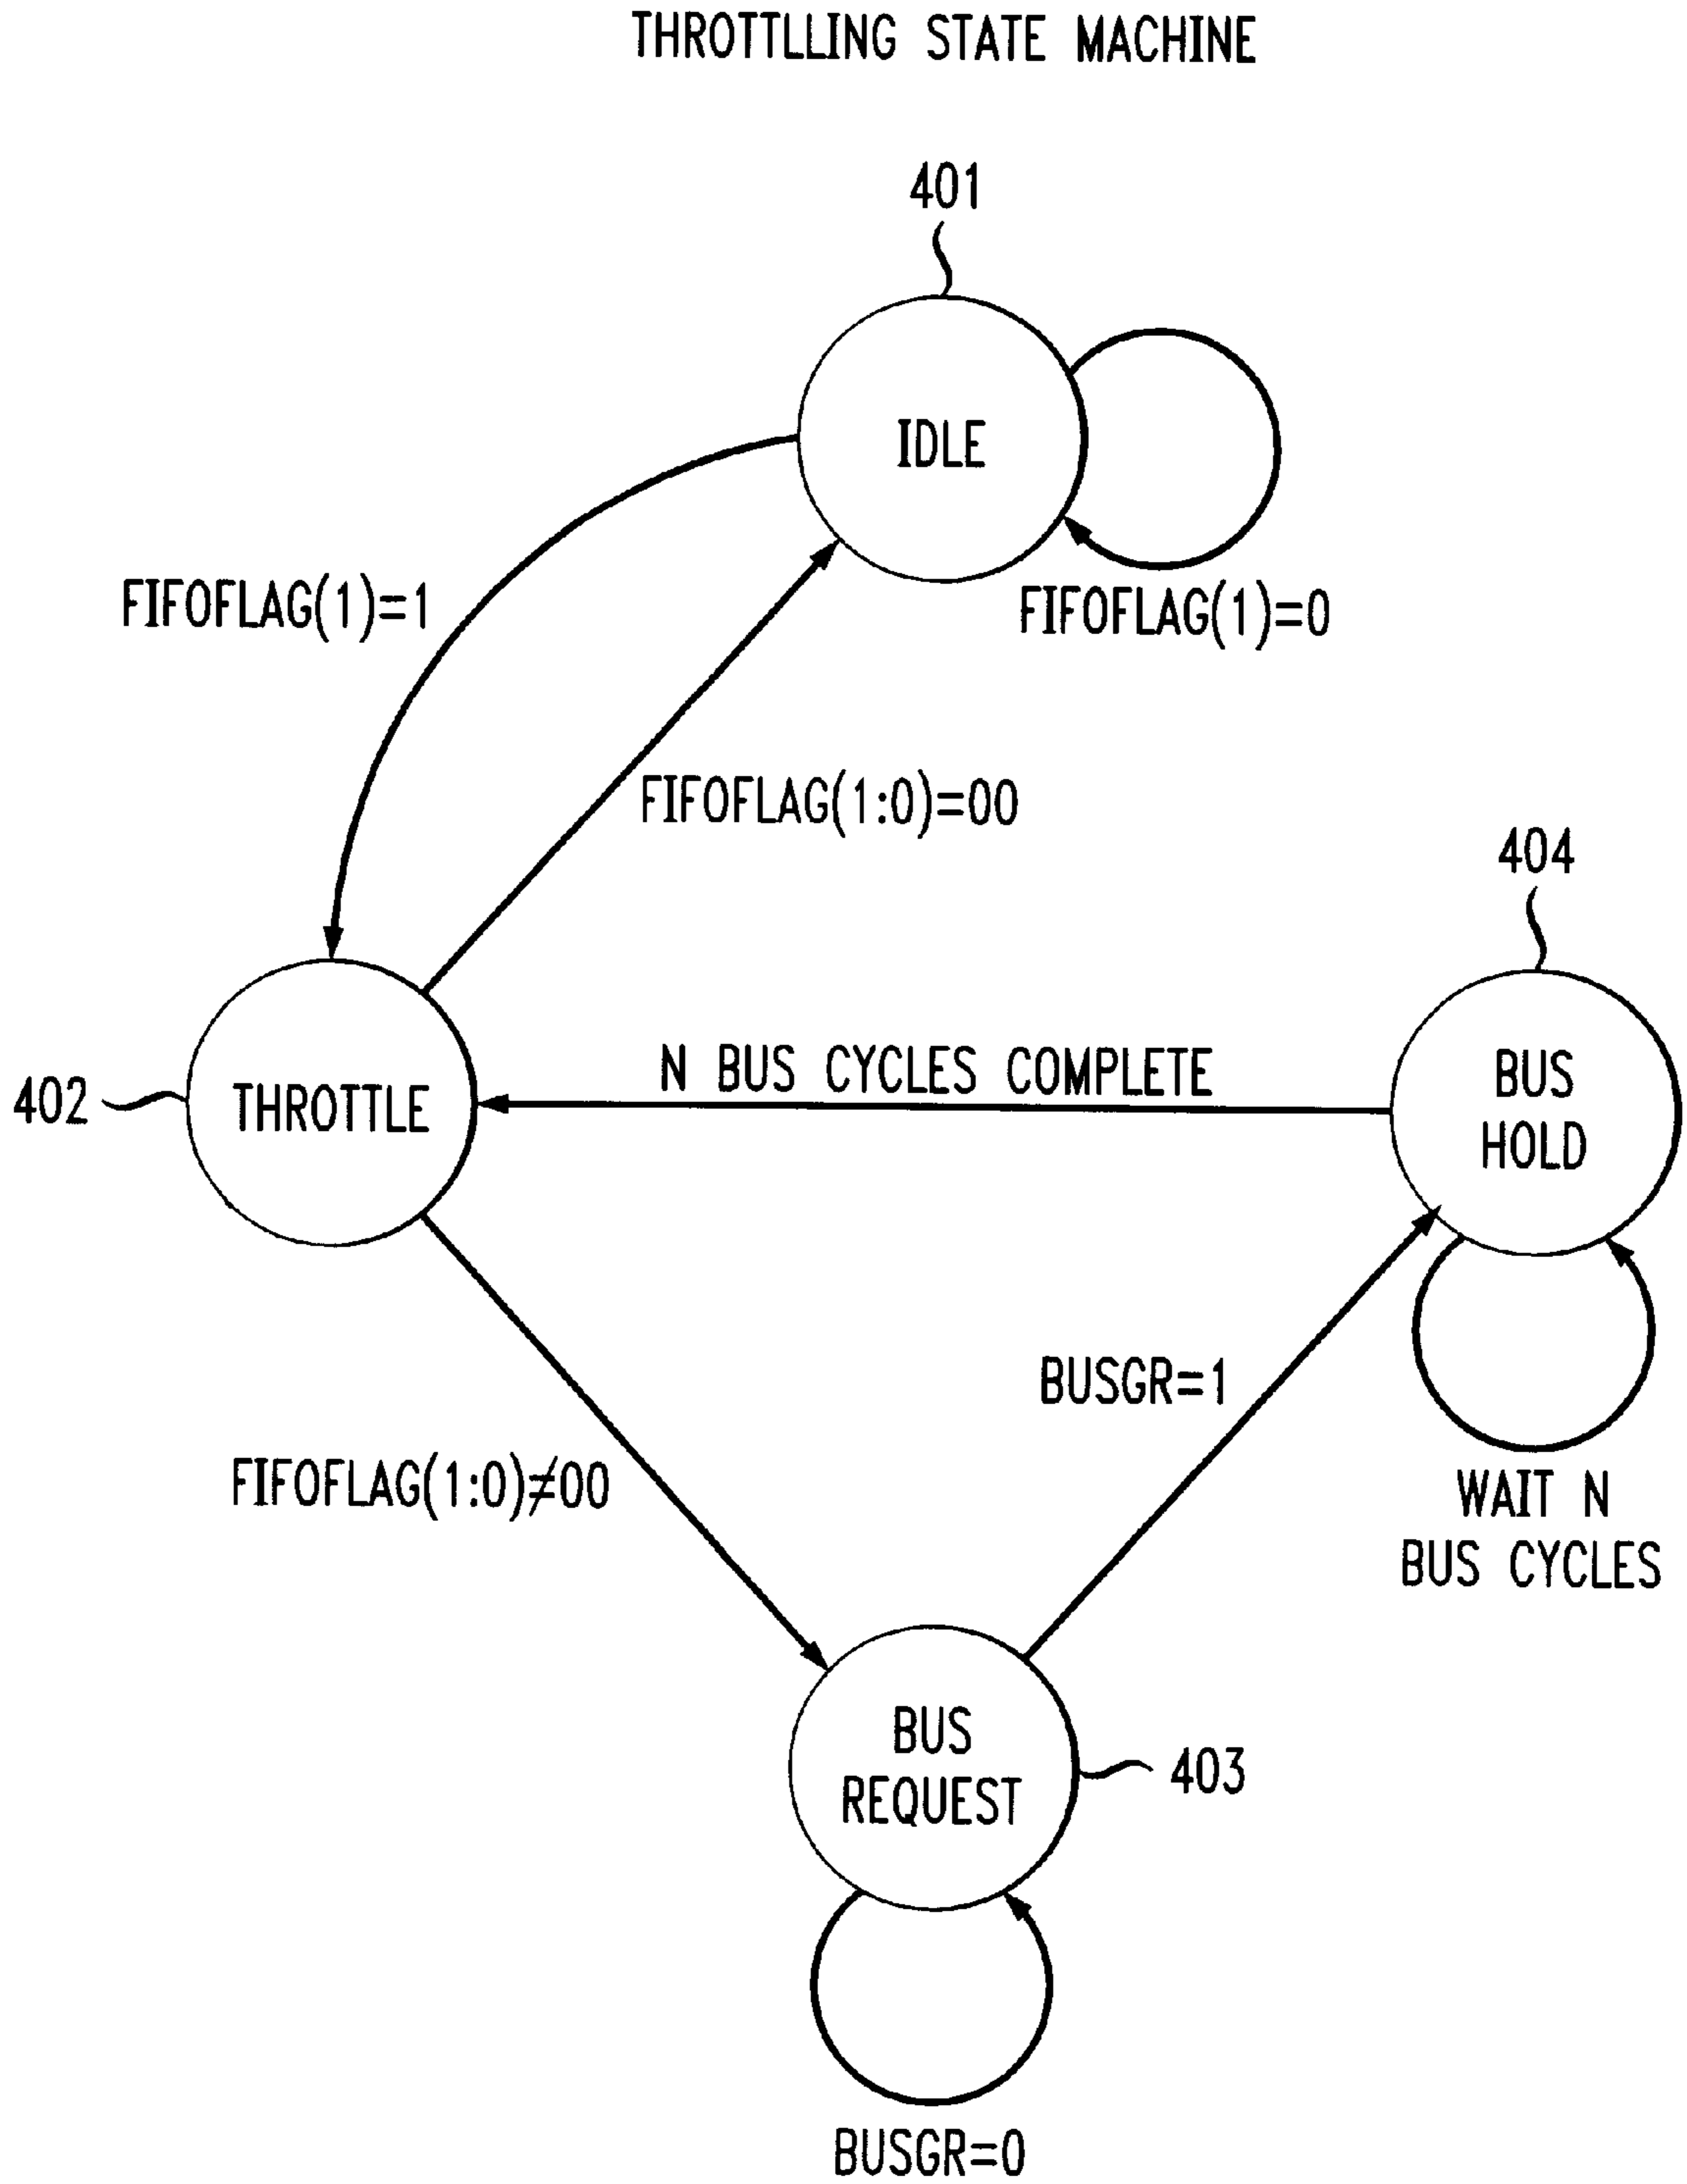 THROTTLLING STATE MACHINE
401
IDLE
FIFOFLAG(1)=1
FIFOFLAG(1)=0
FIFOFLAG(1:0)=00
404
N BUS CYCLES COMPLETE
BUS
HOLD
402
THROTTLE
BUSGR=1
FIFOFLAG(1:0)≠00
WAIT N
BUS CYCLES
BUS
REQUEST
403
BUSGR=0